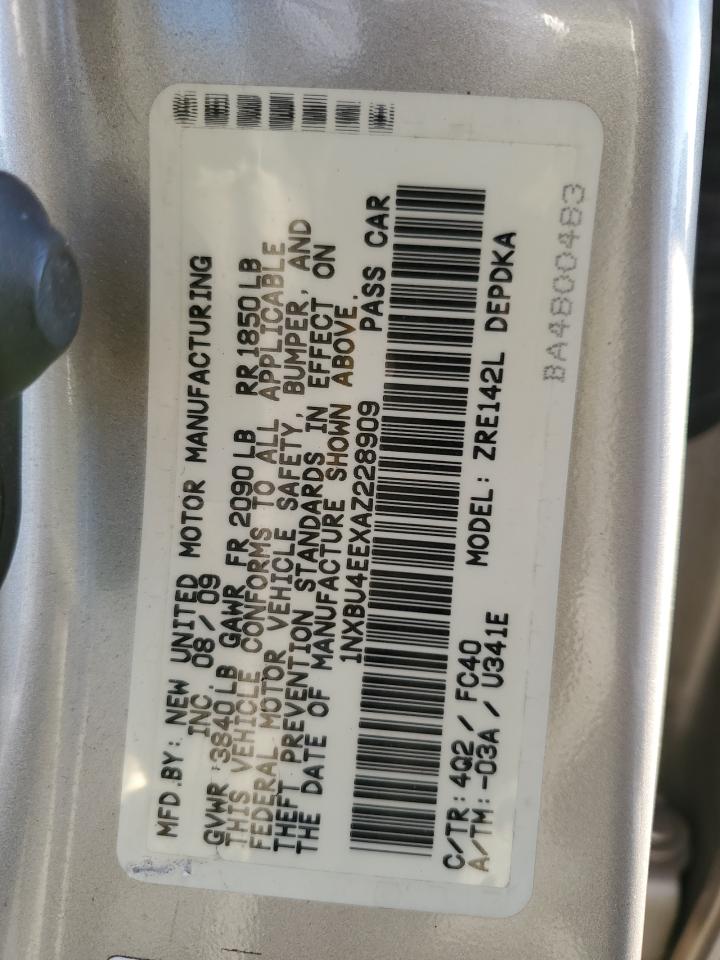 MFD.BY: NEW UNITED MOTOR MANUFACTURING
INC. 08/09
GVWR 3840LB GAWR FR 2090LB RR1850LB
THIS VEHICLE CONFORMS TO ALL APPLICABLE
FEDERAL MOTOR VEHICLE SAFETY, BUMPER, AND
THEFT PREVENTION STANDARDS IN EFFECT ON
THE DATE OF MANUFACTURE SHOWN ABOVE.
1NXBU4EEXAZ228909 PASS CAR
C/TR: 4Q2 / FC40 MODEL: ZRE142L DEPDKA
A/TM:-03A / U341E
BA4B00483